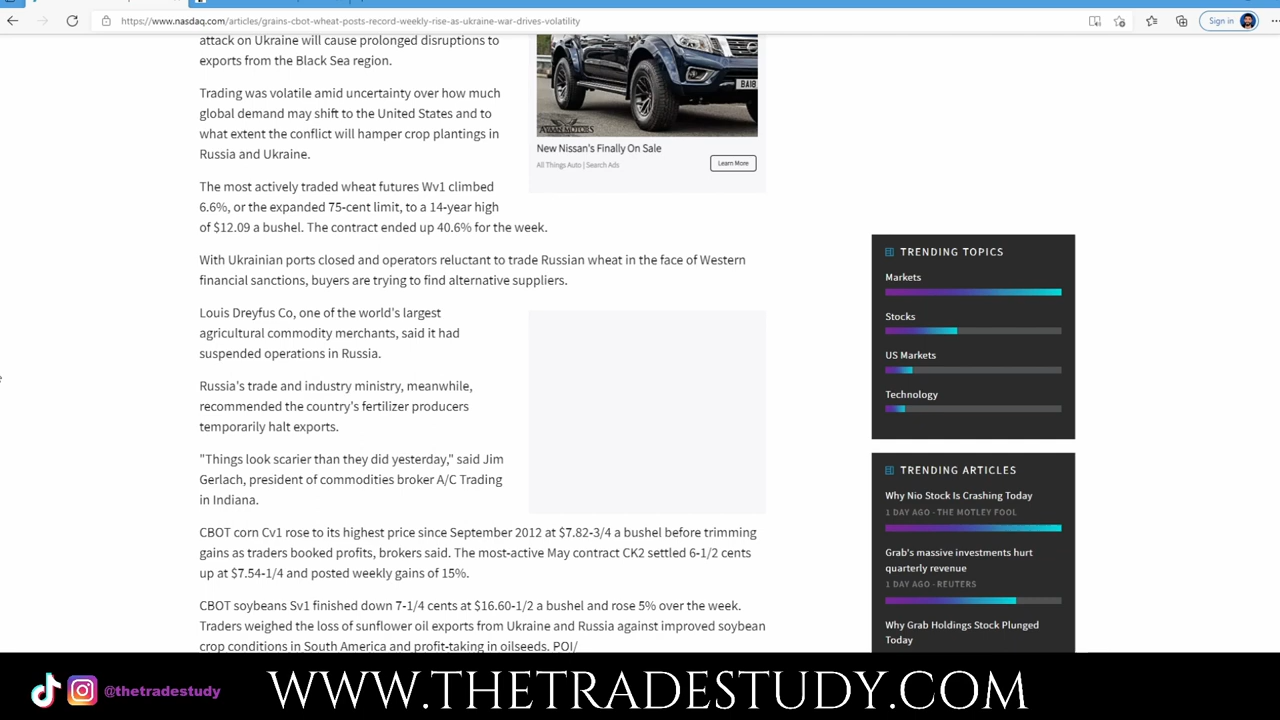 https://www.nasdaq.com/articles/grains-cbot-wheat-posts-record-weekly-rise-as-ukraine-war-drives-volatility
Sign in
attack on Ukraine will cause prolonged disruptions to
exports from the Black Sea region.
Trading was volatile amid uncertainty over how much
global demand may shift to the United States and to
what extent the conflict will hamper crop plantings in
Russia and Ukraine.
The most actively traded wheat futures Wv1 climbed
6.6%, or the expanded 75-cent limit, to a 14-year high
of $12.09 a bushel. The contract ended up 40.6% for the week.
With Ukrainian ports closed and operators reluctant to trade Russian wheat in the face of Western
financial sanctions, buyers are trying to find alternative suppliers.
Louis Dreyfus Co, one of the world's largest
agricultural commodity merchants, said it had
suspended operations in Russia.
Russia's trade and industry ministry, meanwhile,
recommended the country's fertilizer producers
temporarily halt exports.
"Things look scarier than they did yesterday," said Jim
Gerlach, president of commodities broker A/C Trading
in Indiana.
CBOT corn Cv1 rose to its highest price since September 2012 at $7.82-3/4 a bushel before trimming
gains as traders booked profits, brokers said. The most-active May contract CK2 settled 6-1/2 cents
up at $7.54-1/4 and posted weekly gains of 15%.
CBOT soybeans Sv1 finished down 7-1/4 cents at $16.60-1/2 a bushel and rose 5% over the week.
Traders weighed the loss of sunflower oil exports from Ukraine and Russia against improved soybean
crop conditions in South America and profit-taking in oilseeds. POI/
BA18
New Nissan's Finally On Sale
All Things Auto | Search Ads
Learn More
TRENDING TOPICS
Markets
Stocks
US Markets
Technology
TRENDING ARTICLES
Why Nio Stock Is Crashing Today
1 DAY AGO · THE MOTLEY FOOL
Grab's massive investments hurt
quarterly revenue
1 DAY AGO · REUTERS
Why Grab Holdings Stock Plunged
Today
@thetradestudy
WWW.THETRADESTUDY.COM